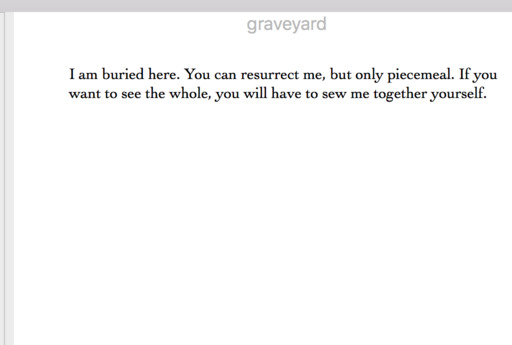 graveyard
I am buried here. You can resurrect me, but only piecemeal. If you
want to see the whole, you will have to sew me together yourself.